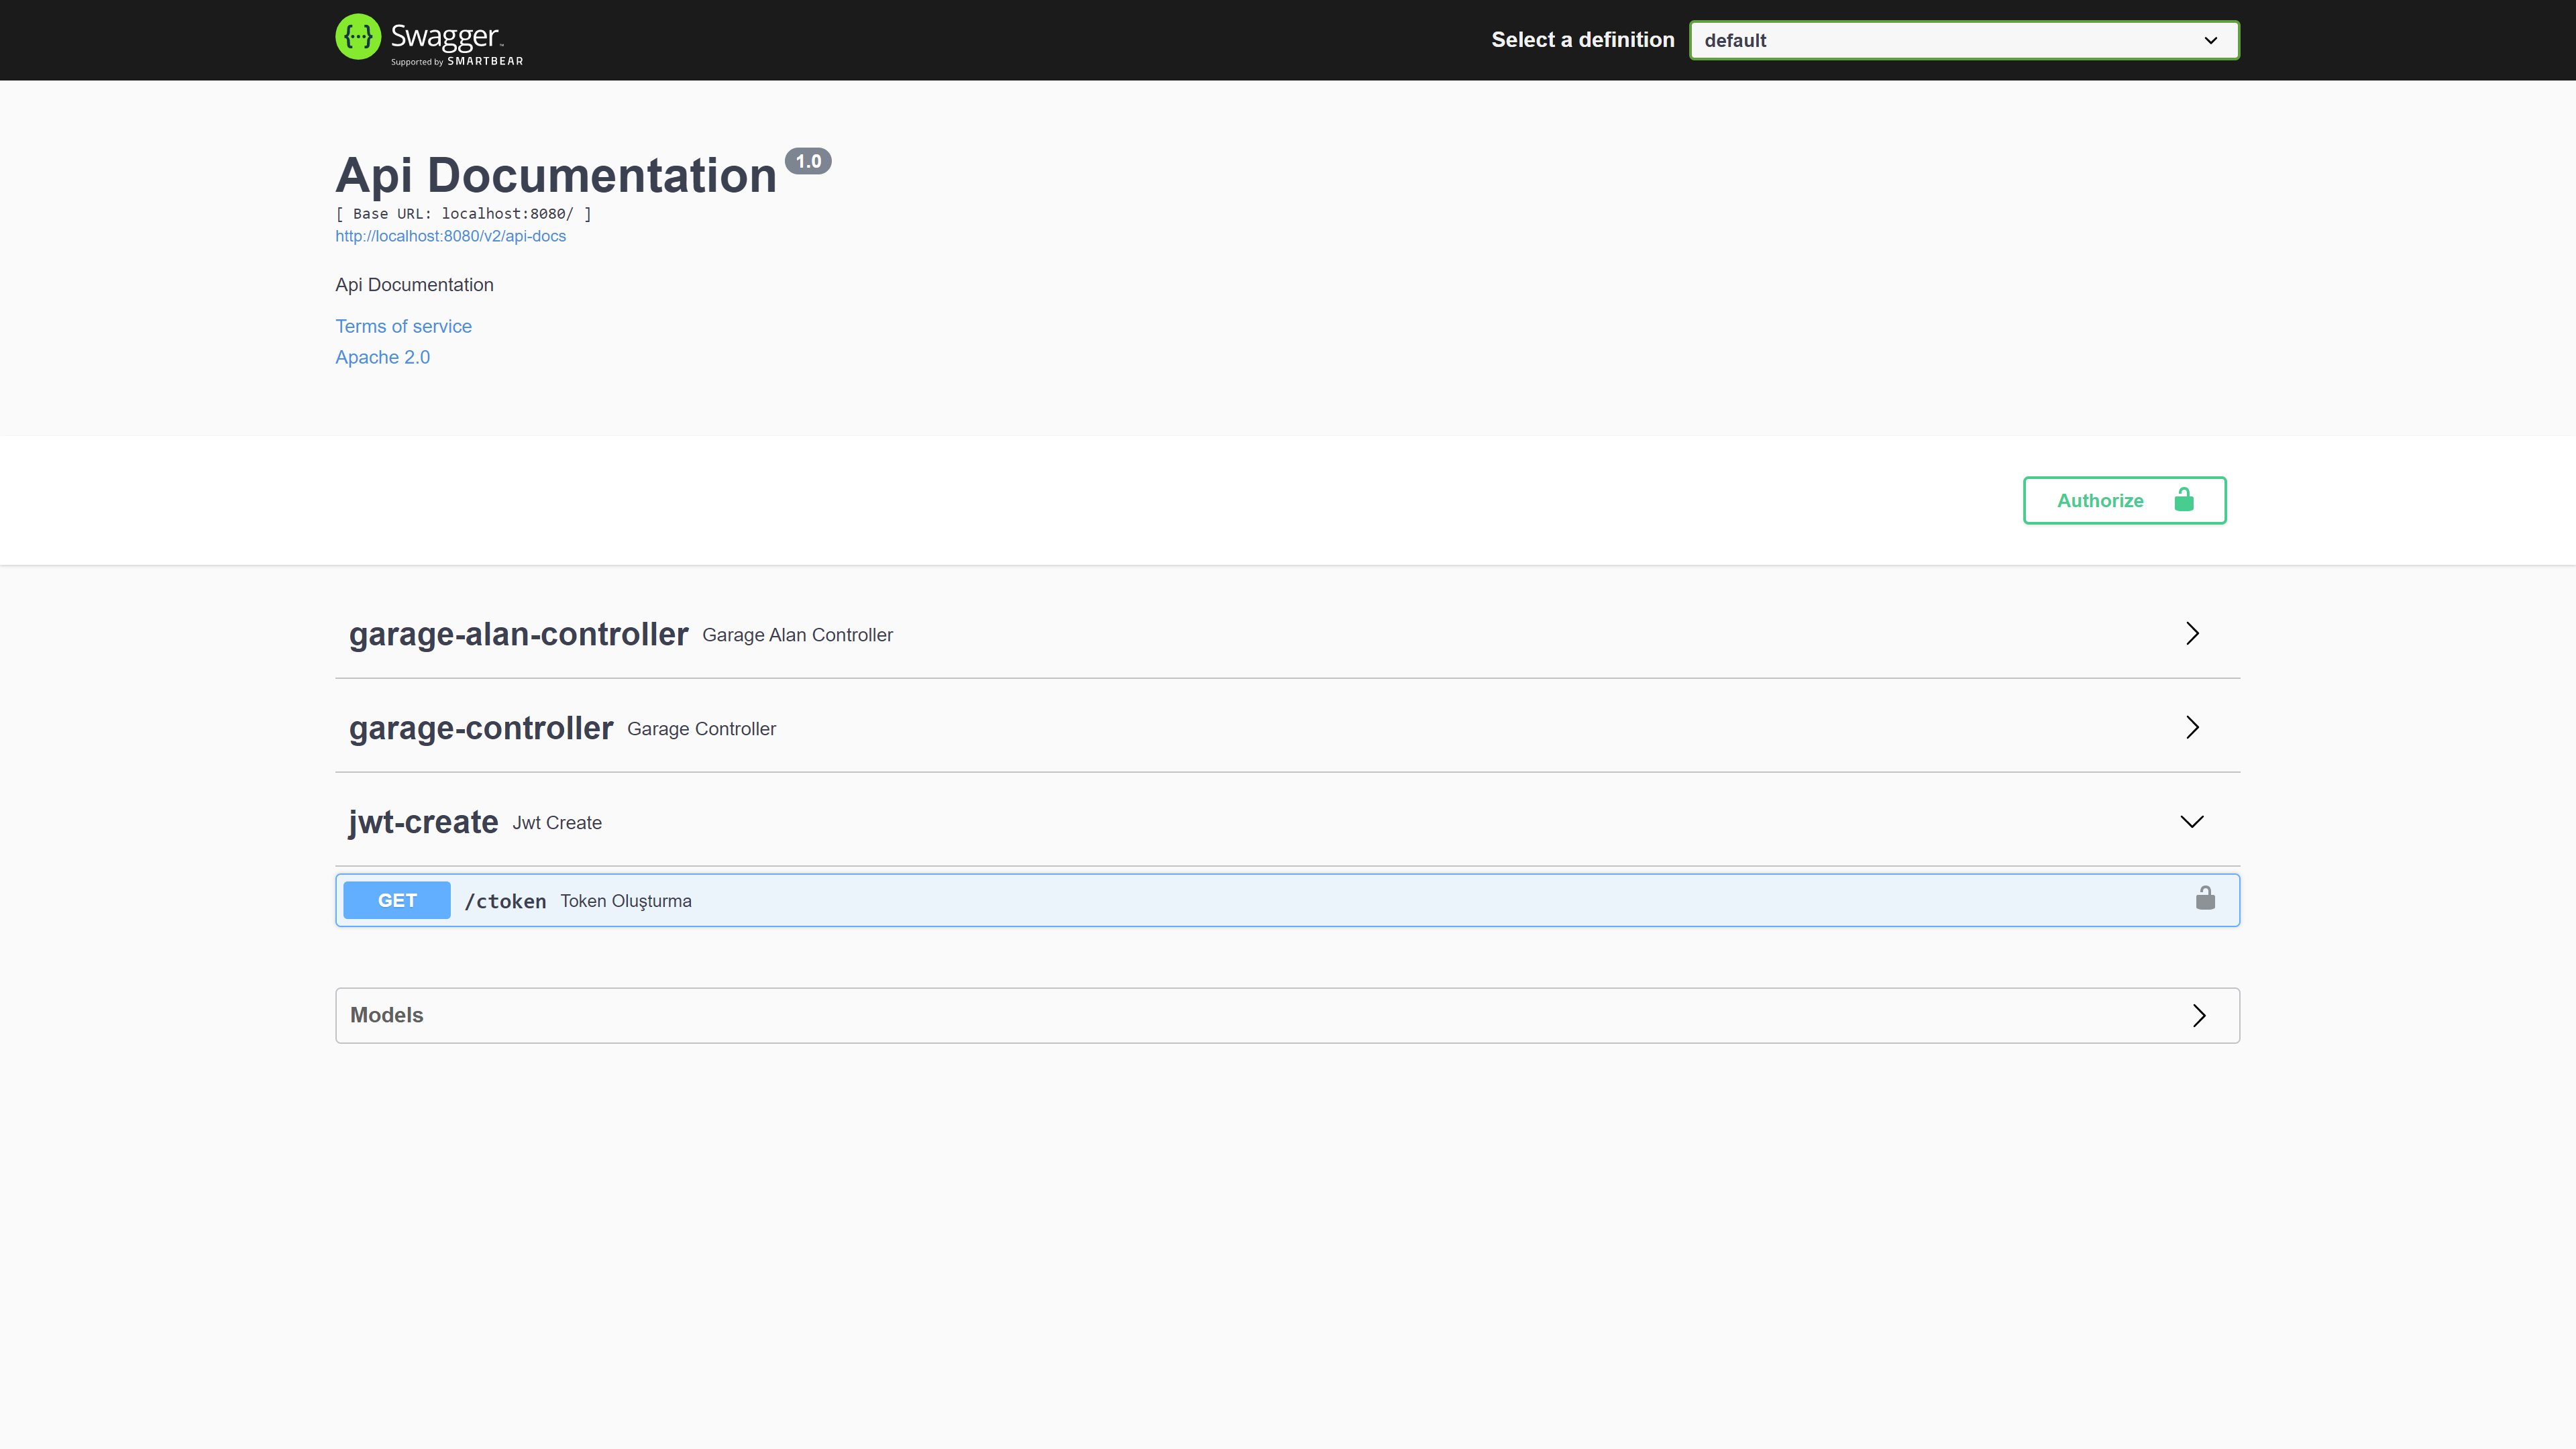 {···} Swagger™
Supported by SMARTBEAR
Select a definition default
Api Documentation 1.0
[ Base URL: localhost:8080/ ]
http://localhost:8080/v2/api-docs
Api Documentation
Terms of service
Apache 2.0
Authorize
garage-alan-controller Garage Alan Controller
garage-controller Garage Controller
jwt-create Jwt Create
GET /ctoken Token Oluşturma
Models